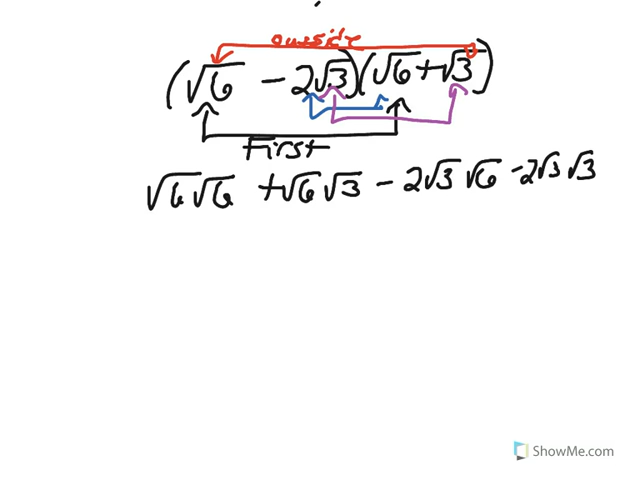 outside
(√6 - 2√3)(√6 + √3)
First
√6√6 + √6√3 - 2√3√6 - 2√3√3
ShowMe.com